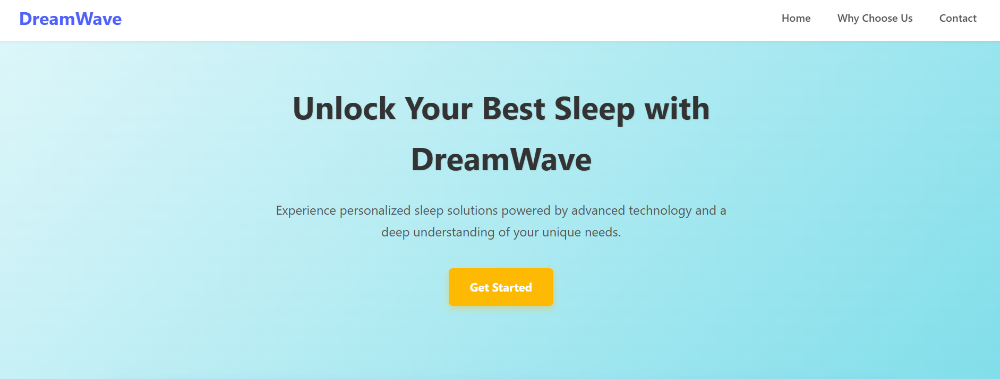 DreamWave
Home
Why Choose Us
Contact
Unlock Your Best Sleep with
DreamWave
Experience personalized sleep solutions powered by advanced technology and a
deep understanding of your unique needs.
Get Started